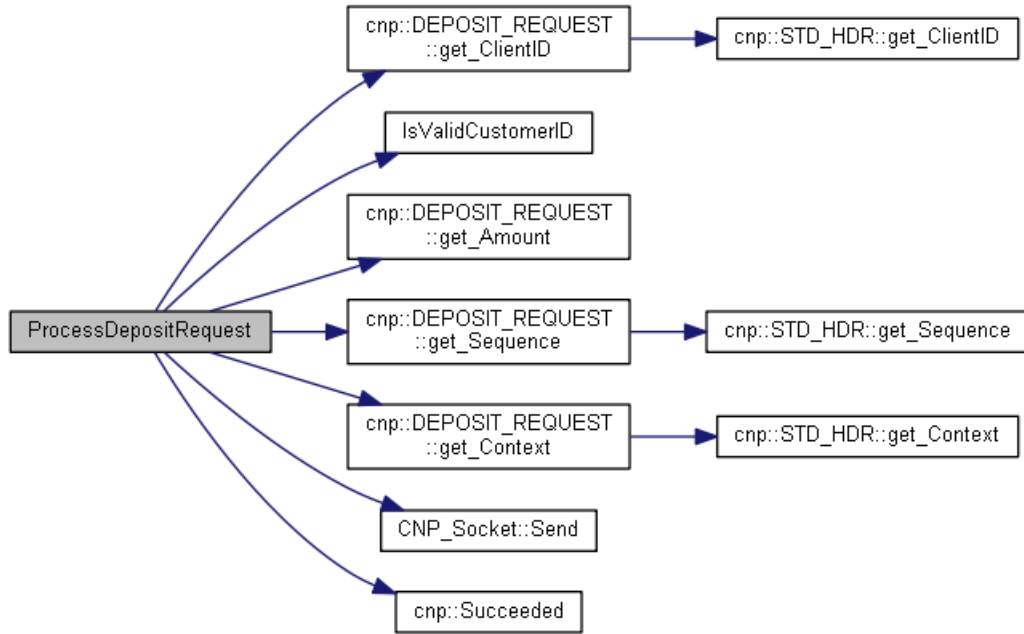 cnp::DEPOSIT_REQUEST
::get_ClientID
cnp::STD_HDR::get_ClientID
IsValidCustomerID
cnp::DEPOSIT_REQUEST
::get_Amount
ProcessDepositRequest
cnp::DEPOSIT_REQUEST
::get_Sequence
cnp::STD_HDR::get_Sequence
cnp::DEPOSIT_REQUEST
::get_Context
cnp::STD_HDR::get_Context
CNP_Socket::Send
cnp::Succeeded